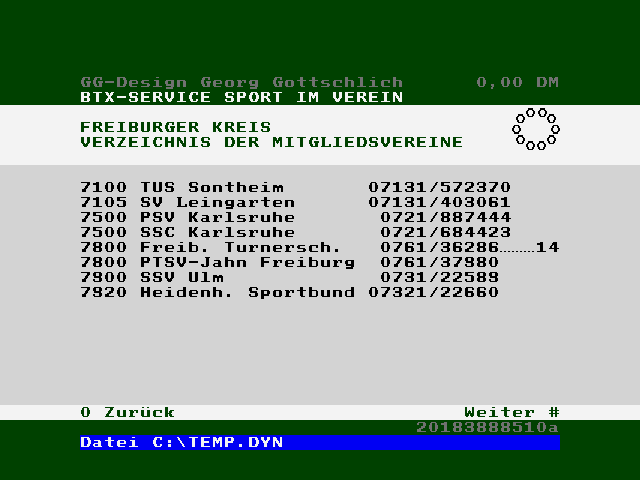 GG-Design Georg Gottschlich 0,00 DM
BTX-SERVICE SPORT IM VEREIN
FREIBURGER KREIS
VERZEICHNIS DER MITGLIEDSVEREINE
7100 TUS Sontheim 07131/572370
7105 SV Leingarten 07131/403061
7500 PSV Karlsruhe 0721/887444
7500 SSC Karlsruhe 0721/684423
7800 Freib. Turnersch. 0761/36286........14
7800 PTSV-Jahn Freiburg 0761/37980
7900 SSV Ulm 0731/22589
7920 Heidenh. Sportbund 07321/22660
0 Zurück Weiter #
20183888510a
Datei C:\TEMP.DYN